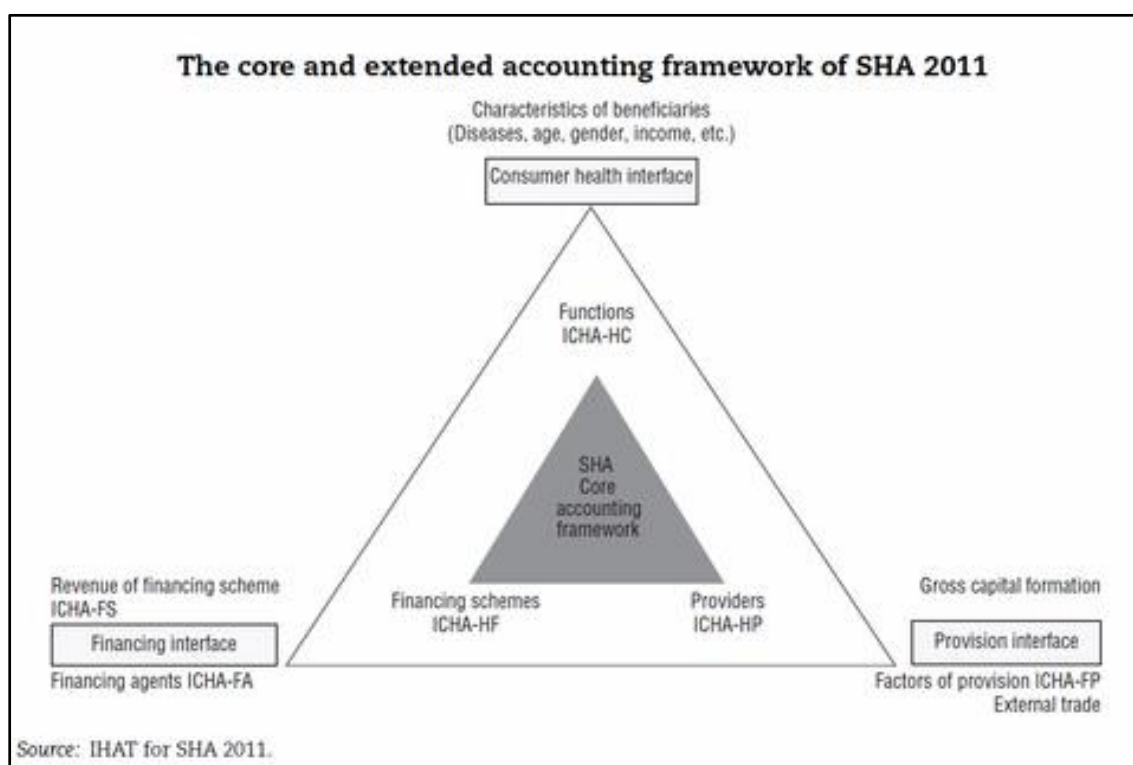 The core and extended accounting framework of SHA 2011
Characteristics of beneficiaries
(Diseases, age, gender, income, etc.)
Consumer health interface
Functions
ICHA-HC
SHA
Core
accounting
framework
Financing schemes
ICHA-HF
Providers
ICHA-HP
Revenue of financing scheme
ICHA-FS
Financing interface
Financing agents ICHA-FA
Gross capital formation
Provision interface
Factors of provision ICHA-FP
External trade
Source: IHAT for SHA 2011.